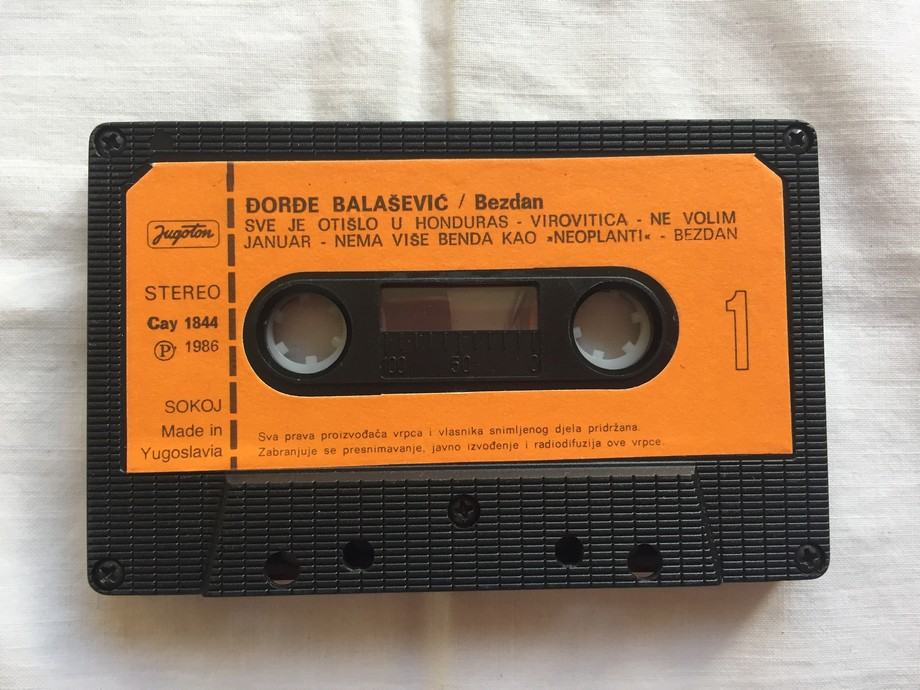 ĐORĐE BALAŠEVIĆ / Bezdan
SVE JE OTIŠLO U HONDURAS - VIROVITICA - NE VOLIM
JANUAR - NEMA VIŠE BENDA KAO »NEOPLANTI« - BEZDAN
Jugoton
STEREO
Cay 1844
Ⓟ 1986
SOKOJ
Made in
Yugoslavia
100 50 0
1
Sva prava proizvođača vrpca i vlasnika snimljenog djela pridržana.
Zabranjuje se presnimavanje, javno izvođenje i radiodifuzija ove vrpce.